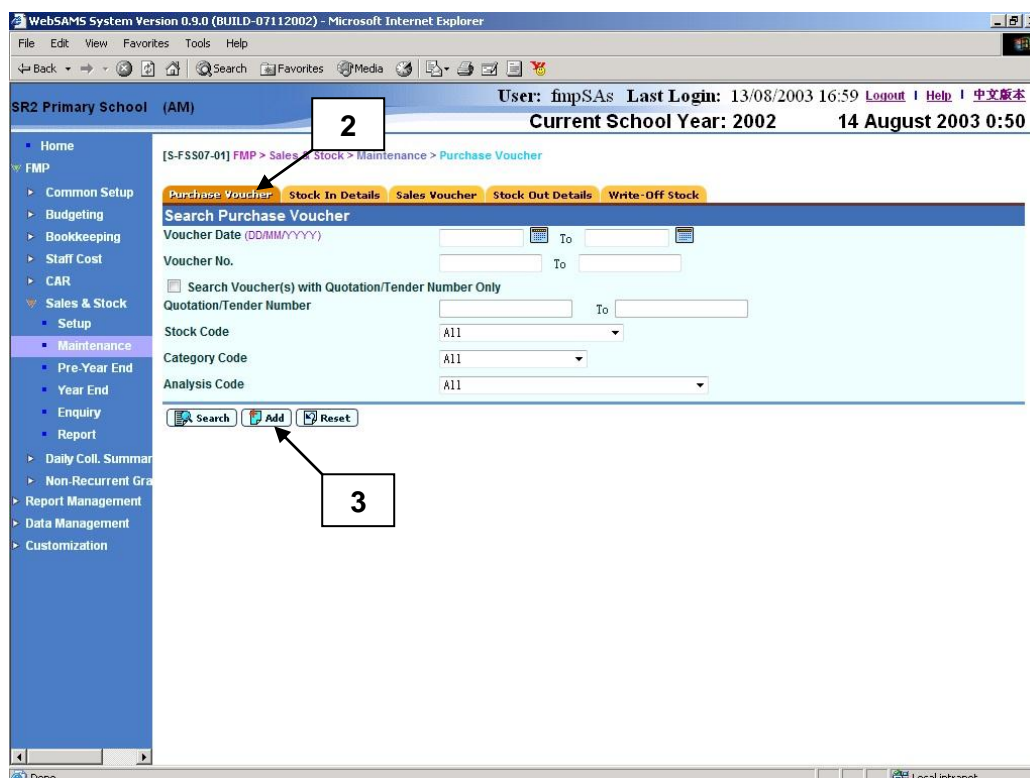 WebSAMS System Version 0.9.0 (BUILD-07112002) - Microsoft Internet Explorer
File Edit View Favorites Tools Help
Back Search Favorites Media
SR2 Primary School (AM)
User: fmpSAs Last Login: 13/08/2003 16:59 Logout | Help | 中文版本
Current School Year: 2002 14 August 2003 0:50
2
Home
FMP
Common Setup
Budgeting
Bookkeeping
Staff Cost
CAR
Sales & Stock
Setup
Maintenance
Pre-Year End
Year End
Enquiry
Report
Daily Coll. Summar
Non-Recurrent Gra
Report Management
Data Management
Customization
[S-FSS07-01] FMP > Sales & Stock > Maintenance > Purchase Voucher
Purchase Voucher Stock In Details Sales Voucher Stock Out Details Write-Off Stock
Search Purchase Voucher
Voucher Date (DD/MM/YYYY) To
Voucher No. To
Search Voucher(s) with Quotation/Tender Number Only
Quotation/Tender Number To
Stock Code All
Category Code All
Analysis Code All
Search Add Reset
3
Done Local intranet